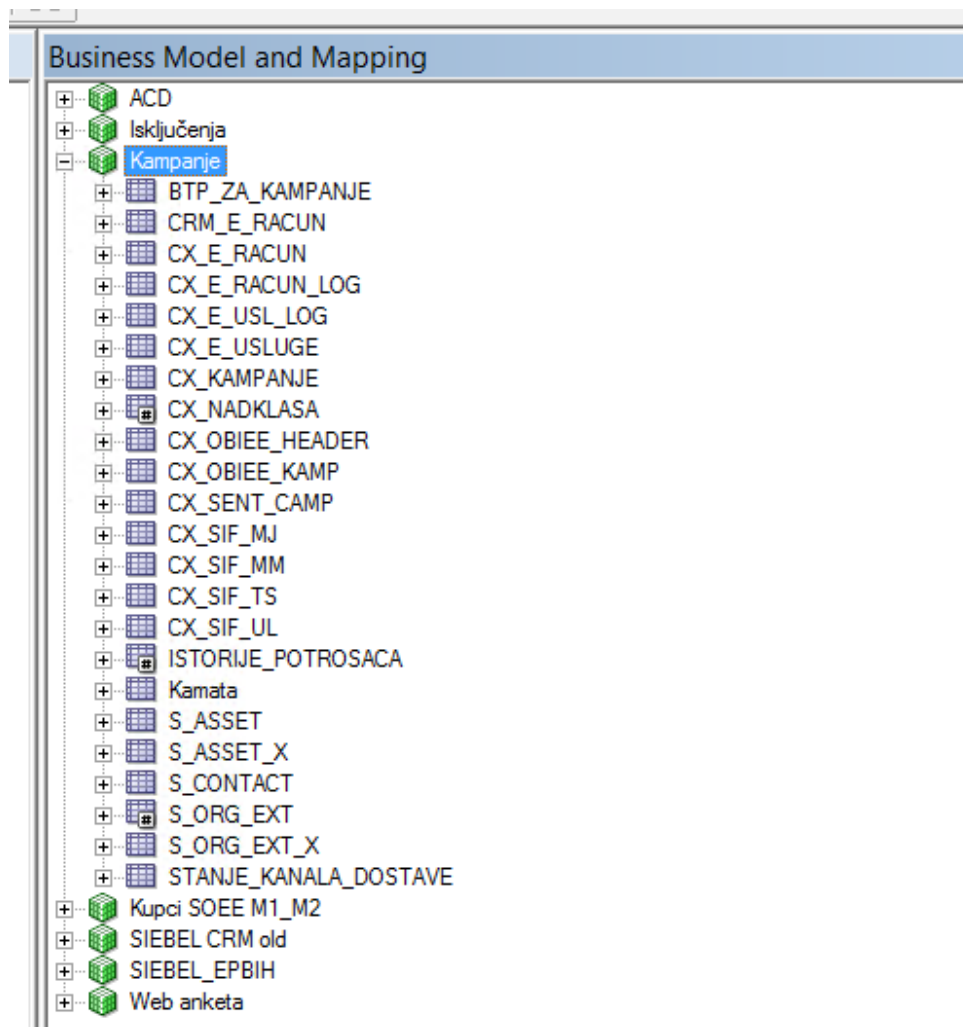 Business Model and Mapping
ACD
Isključenja
Kampanje
BTP_ZA_KAMPANJE
CRM_E_RACUN
CX_E_RACUN
CX_E_RACUN_LOG
CX_E_USL_LOG
CX_E_USLUGE
CX_KAMPANJE
CX_NADKLASA
CX_OBIEE_HEADER
CX_OBIEE_KAMP
CX_SENT_CAMP
CX_SIF_MJ
CX_SIF_MM
CX_SIF_TS
CX_SIF_UL
ISTORIJE_POTROSACA
Kamata
S_ASSET
S_ASSET_X
S_CONTACT
S_ORG_EXT
S_ORG_EXT_X
STANJE_KANALA_DOSTAVE
Kupci SOEE M1_M2
SIEBEL CRM old
SIEBEL_EPBIH
Web anketa